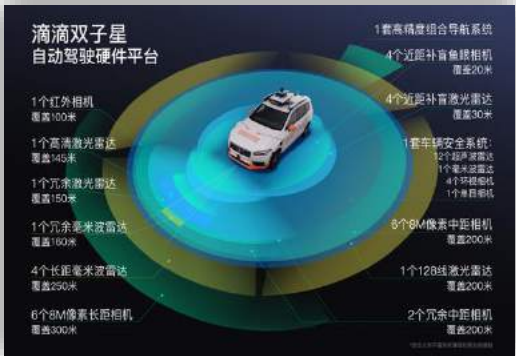 滴滴双子星
自动驾驶硬件平台
1个红外相机
覆盖100米
1个高清激光雷达
覆盖145米
1个冗余激光雷达
覆盖150米
1个冗余毫米波雷达
覆盖160米
4个长距毫米波雷达
覆盖250米
6个8M像素长距相机
覆盖300米
1套高精度组合导航系统
4个近距补盲鱼眼相机
覆盖20米
4个近距补盲激光雷达
覆盖30米
1套车辆安全系统:
12个超声波雷达
1个毫米波雷达
4个环视相机
1个单目相机
6个8M像素中距相机
覆盖200米
1个128线激光雷达
覆盖200米
2个冗余中距相机
覆盖200米